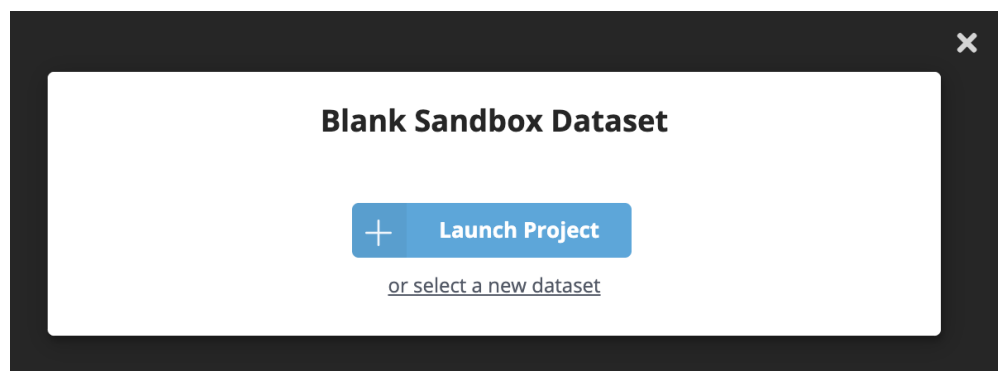 Blank Sandbox Dataset
Launch Project
or select a new dataset